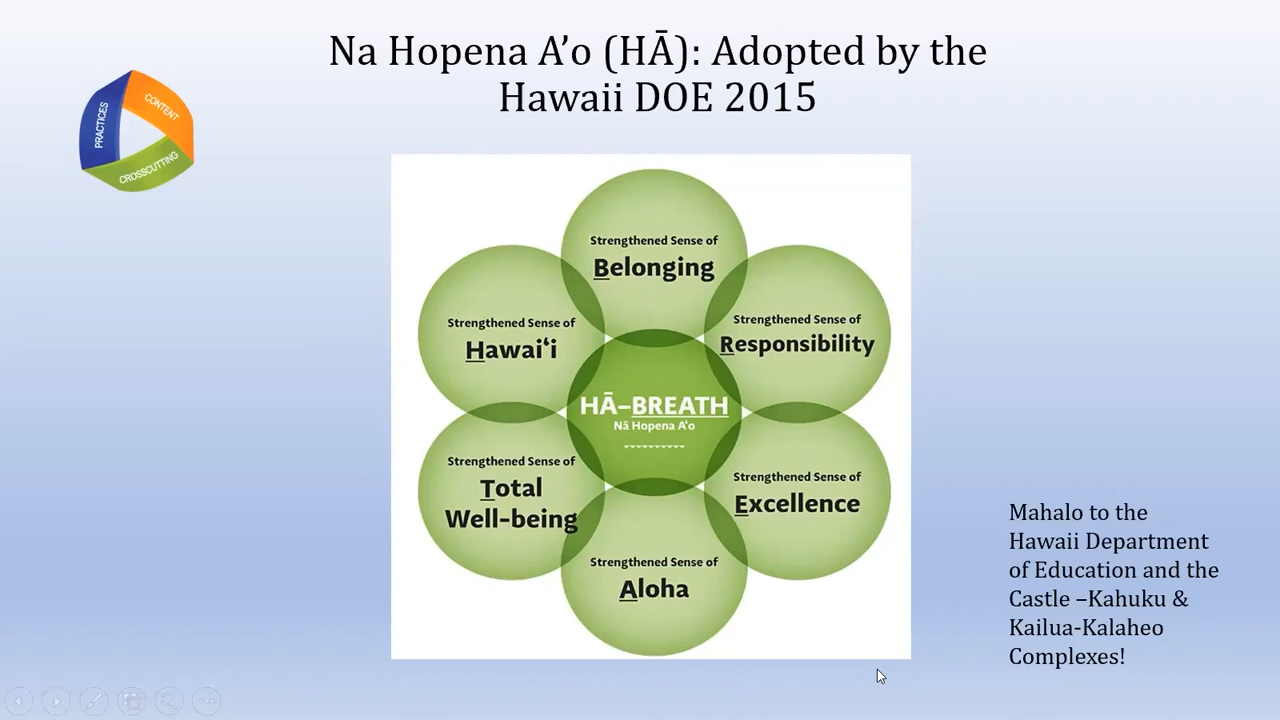 Na Hopena A’o (HĀ): Adopted by the
Hawaii DOE 2015
PRACTICES
CONTENT
CROSSCUTTING
Strengthened Sense of
Belonging
Strengthened Sense of
Responsibility
Strengthened Sense of
Excellence
Strengthened Sense of
Aloha
Strengthened Sense of
Total
Well-being
Strengthened Sense of
Hawaiʻi
HĀ–BREATH
Nā Hopena Aʻo
Mahalo to the
Hawaii Department
of Education and the
Castle –Kahuku &
Kailua-Kalaheo
Complexes!